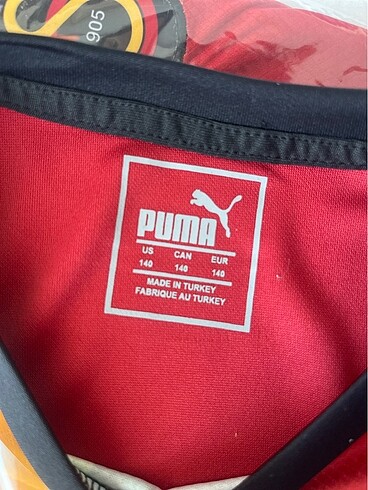 905
PUMA
US CAN EUR
140 140 140
MADE IN TURKEY
FABRIQUE AU TURKEY